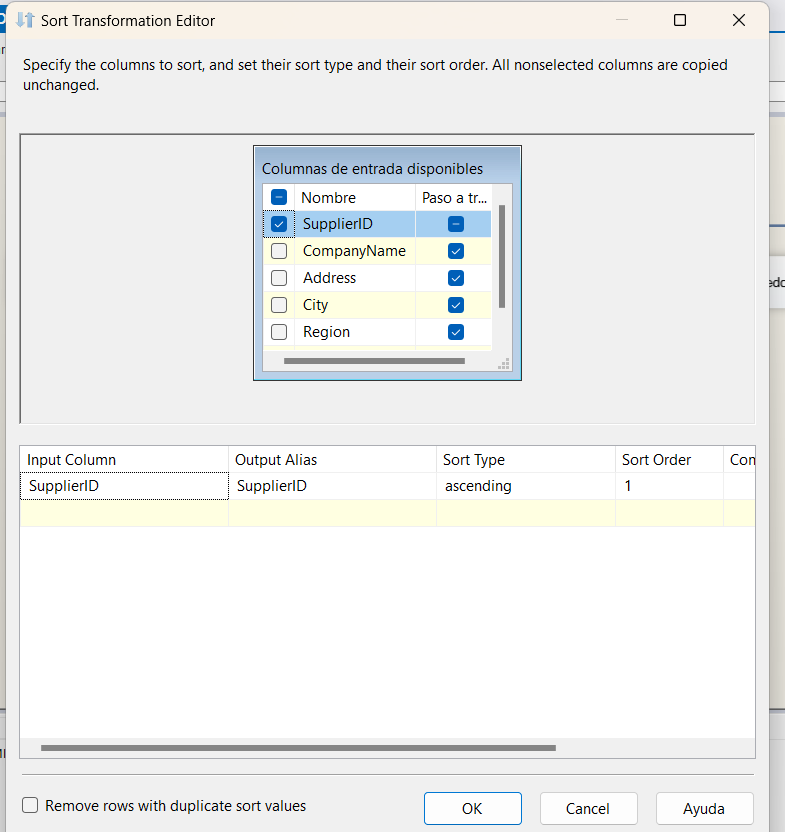 Sort Transformation Editor
Specify the columns to sort, and set their sort type and their sort order. All nonselected columns are copied
unchanged.
Columnas de entrada disponibles
Nombre Paso a tr...
SupplierID
CompanyName
Address
City
Region
Input Column Output Alias Sort Type Sort Order Con
SupplierID SupplierID ascending 1
Remove rows with duplicate sort values
OK Cancel Ayuda